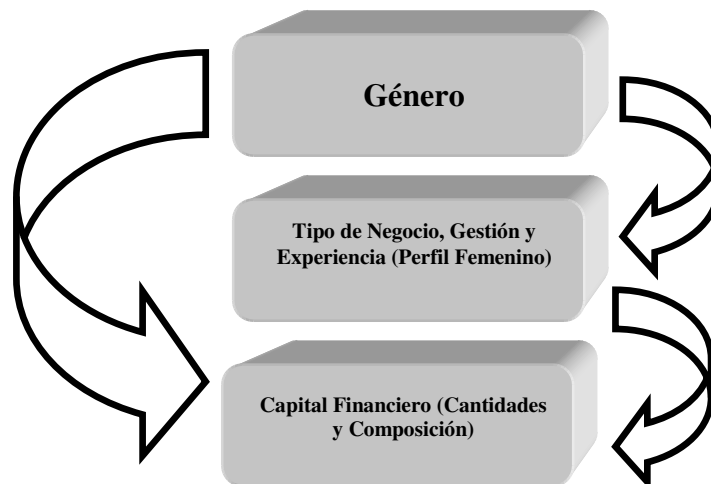 Género
Tipo de Negocio, Gestión y
Experiencia (Perfil Femenino)
Capital Financiero (Cantidades
y Composición)